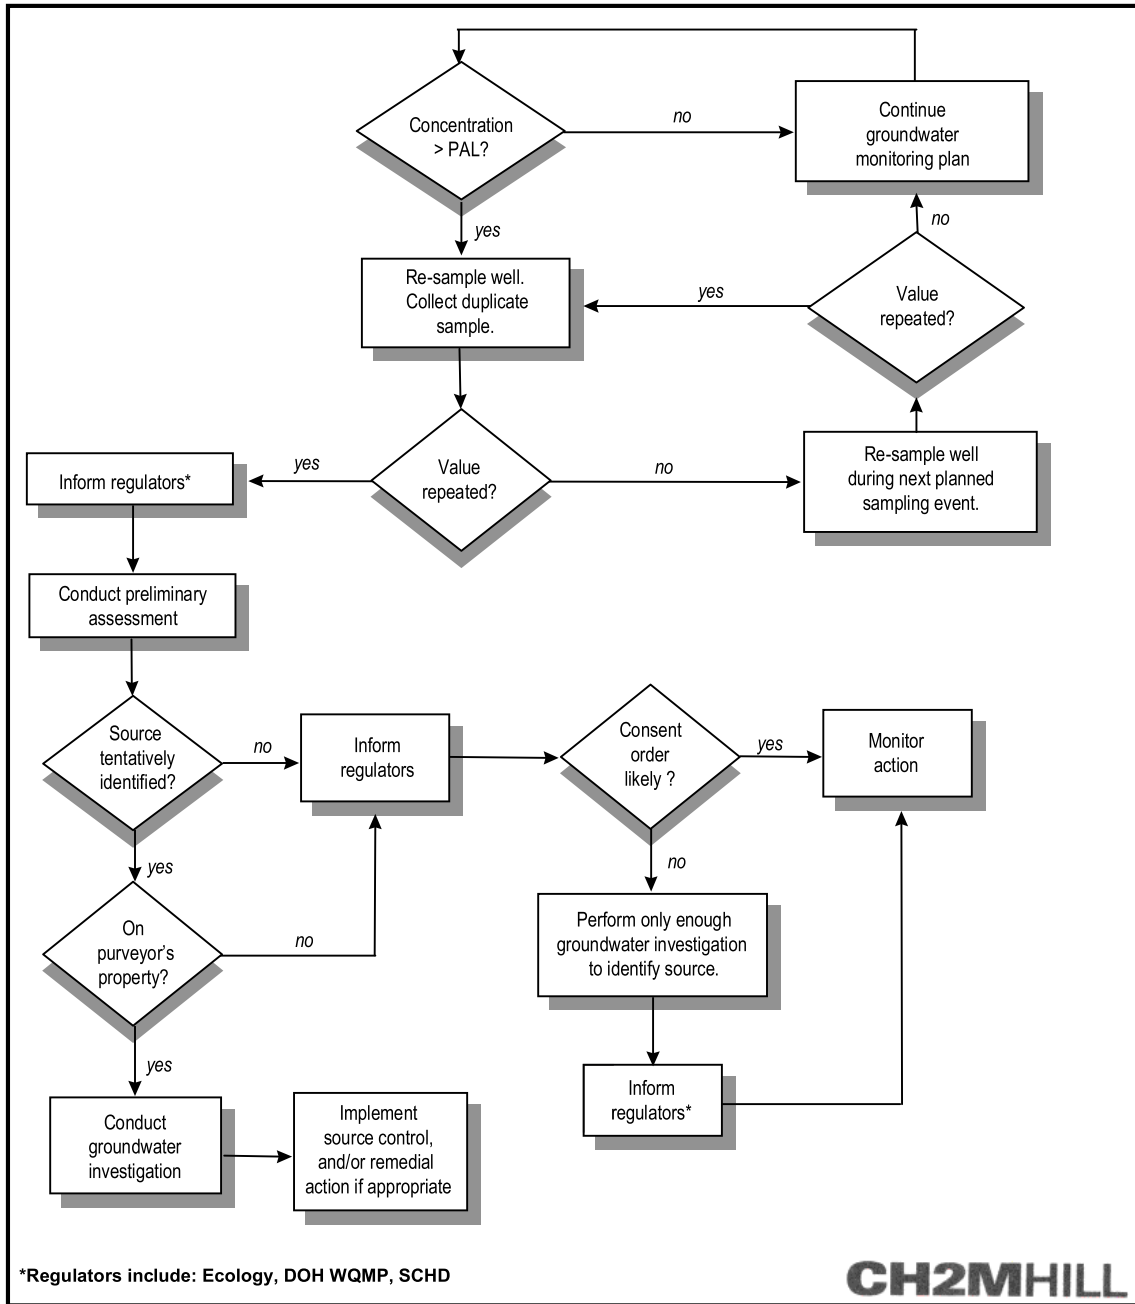 Concentration
> PAL?
no
Continue
groundwater
monitoring plan
yes
no
Re-sample well.
Collect duplicate
sample.
yes
Value
repeated?
Inform regulators*
yes
Value
repeated?
no
Re-sample well
during next planned
sampling event.
Conduct preliminary
assessment
Source
tentatively
identified?
no
Inform
regulators
Consent
order
likely ?
yes
Monitor
action
yes
no
On
purveyor's
property?
no
Perform only enough
groundwater investigation
to identify source.
yes
Inform
regulators*
Conduct
groundwater
investigation
Implement
source control,
and/or remedial
action if appropriate
*Regulators include: Ecology, DOH WQMP, SCHD
CH2MHILL